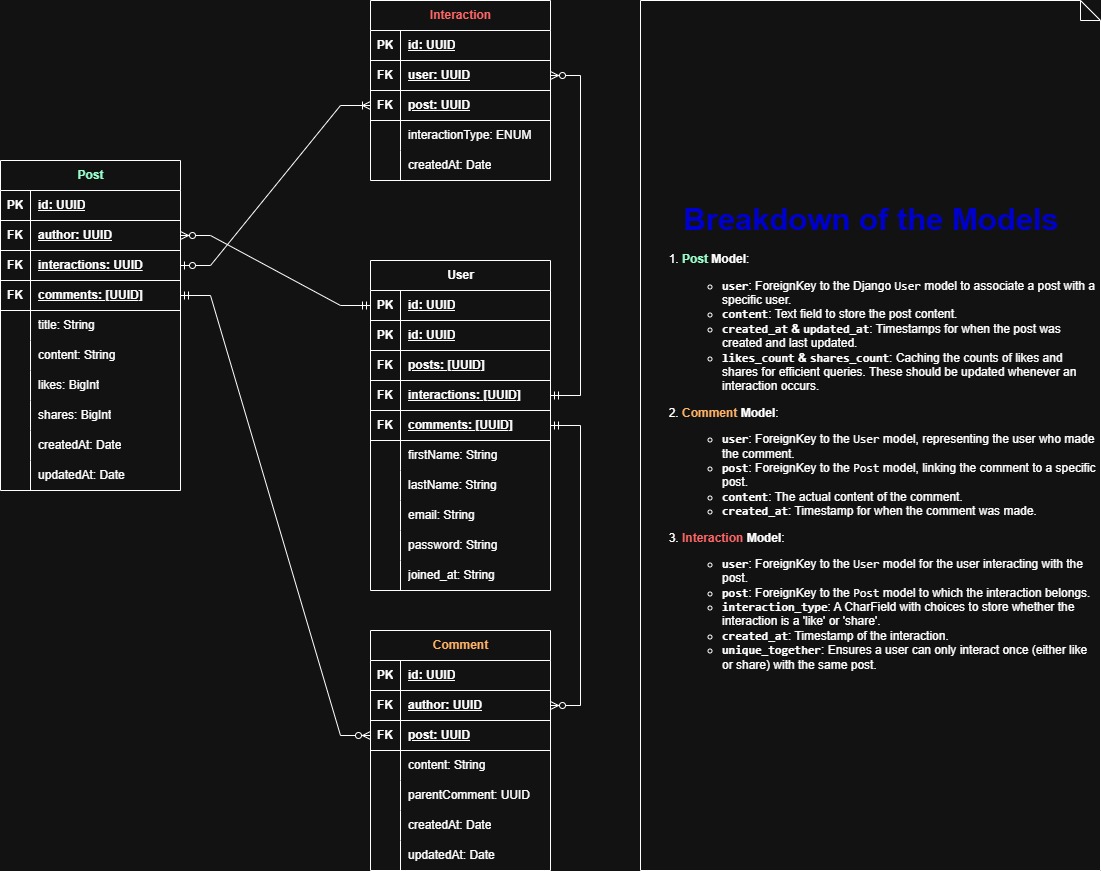 Interaction
PK id: UUID
FK user: UUID
FK post: UUID
interactionType: ENUM
createdAt: Date
Post
PK id: UUID
FK author: UUID
FK interactions: UUID
FK comments: [UUID]
title: String
content: String
likes: BigInt
shares: BigInt
createdAt: Date
updatedAt: Date
User
PK id: UUID
PK id: UUID
FK posts: [UUID]
FK interactions: [UUID]
FK comments: [UUID]
firstName: String
lastName: String
email: String
password: String
joined_at: String
Comment
PK id: UUID
FK author: UUID
FK post: UUID
content: String
parentComment: UUID
createdAt: Date
updatedAt: Date
Breakdown of the Models
1. Post Model:
user: ForeignKey to the Django User model to associate a post with a
specific user.
content: Text field to store the post content.
created_at & updated_at: Timestamps for when the post was
created and last updated.
likes_count & shares_count: Caching the counts of likes and
shares for efficient queries. These should be updated whenever an
interaction occurs.
2. Comment Model:
user: ForeignKey to the User model, representing the user who made
the comment.
post: ForeignKey to the Post model, linking the comment to a specific
post.
content: The actual content of the comment.
created_at: Timestamp for when the comment was made.
3. Interaction Model:
user: ForeignKey to the User model for the user interacting with the
post.
post: ForeignKey to the Post model to which the interaction belongs.
interaction_type: A CharField with choices to store whether the
interaction is a 'like' or 'share'.
created_at: Timestamp of the interaction.
unique_together: Ensures a user can only interact once (either like
or share) with the same post.